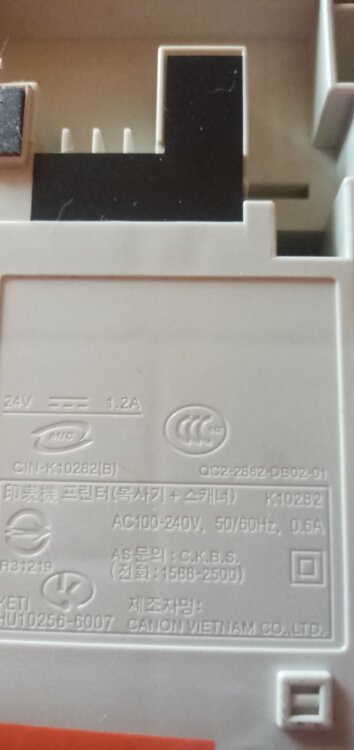 24V 1.2A
MIC
CIN-K10282(B)
QC2-2862-DB02-01
印表機 프린터(복사기+스캐너) K10282
AC100-240V, 50/60Hz, 0.6A
R31219
AS문의:C.K.B.S.
(전화:1588-2500)
KETI
HU10256-6007
제조자명:
CANON VIETNAM CO.,LTD.